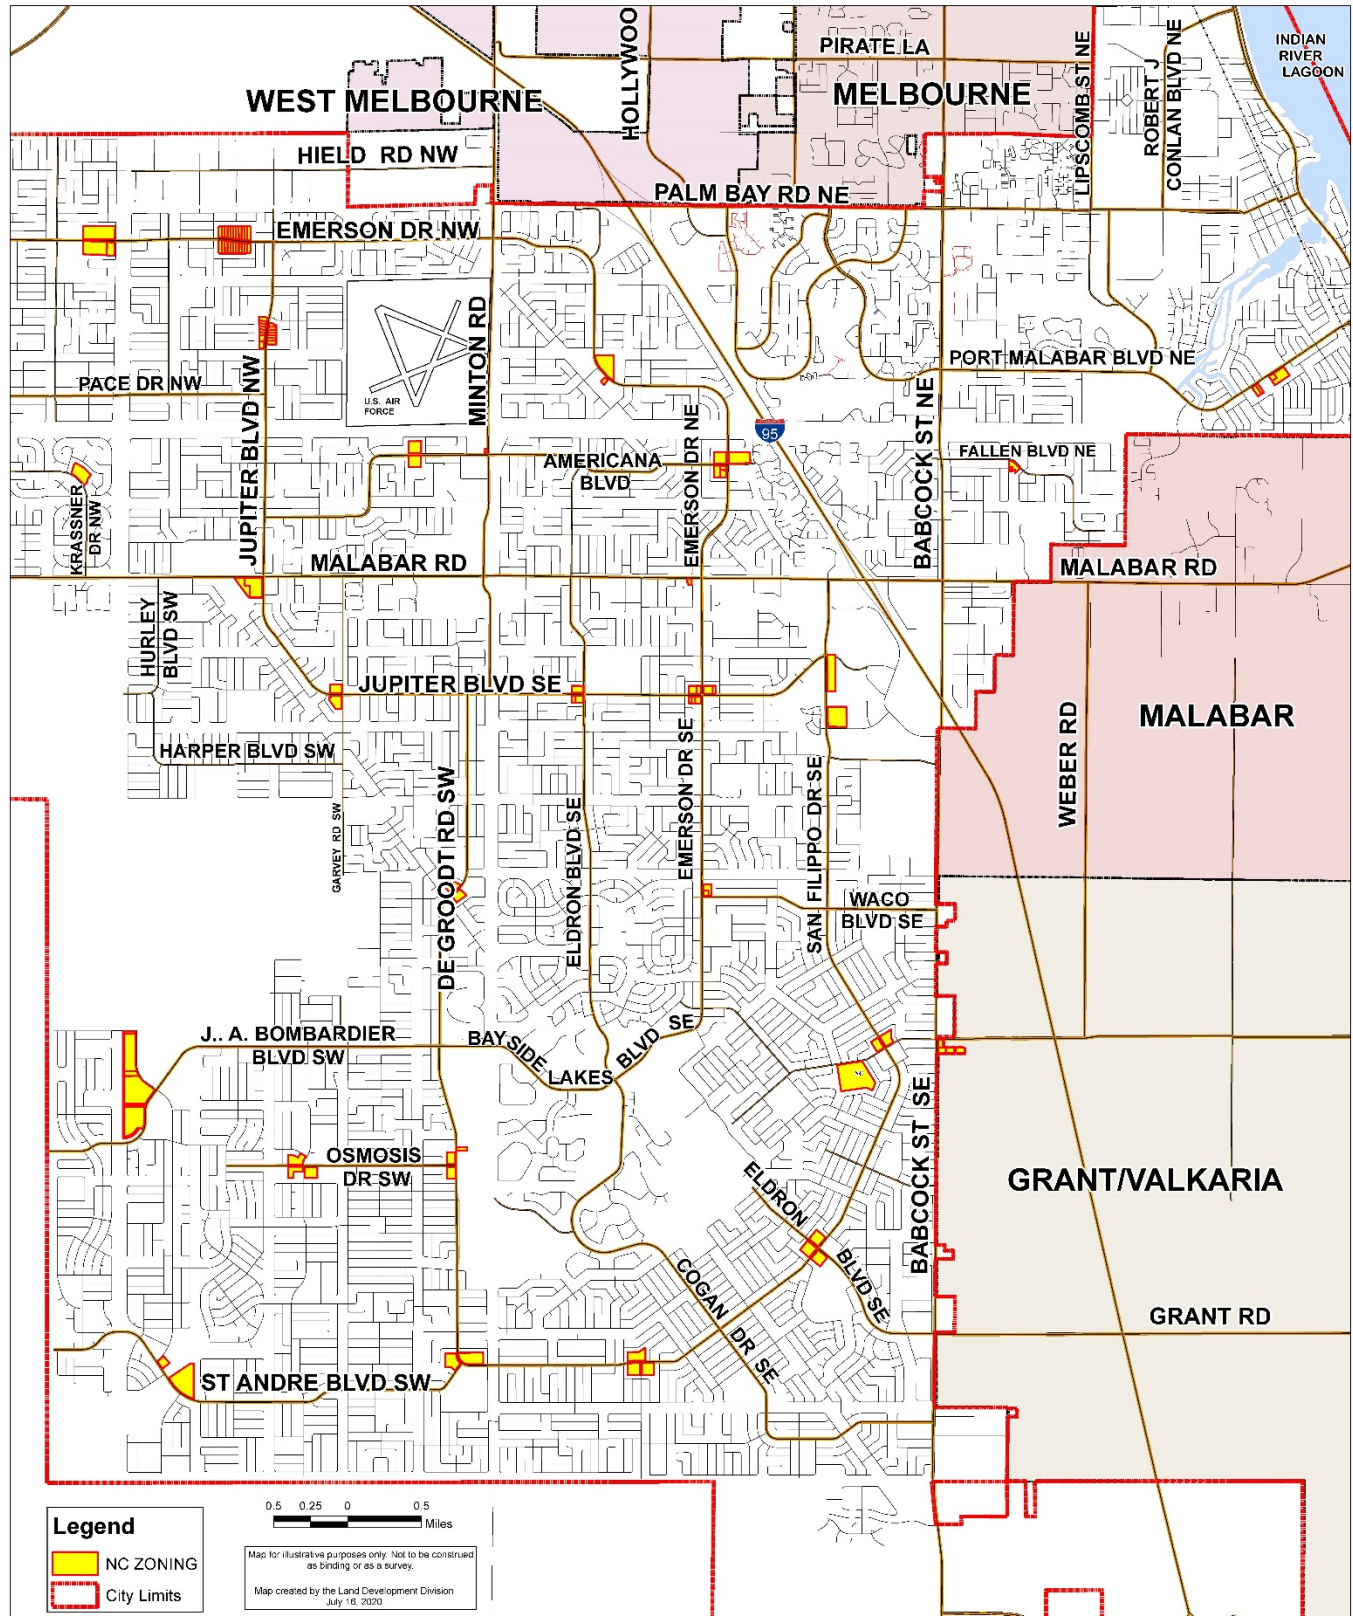 INDIAN
RIVER
LAGOON
PIRATE LA
HOLLYWOO
WEST MELBOURNE
MELBOURNE
LIPSCOMB ST NE
ROBERT J
CONLAN BLVD NE
HIELD RD NW
PALM BAY RD NE
EMERSON DR NW
MINTON RD
JUPITER BLVD NW
PACE DR NW
U.S. AIR
FORCE
PORT MALABAR BLVD NE
BABCOCK ST NE
EMERSON DR NE
95
AMERICANA
BLVD
FALLEN BLVD NE
KRASSNER
DR NW
MALABAR RD
MALABAR RD
HURLEY
BLVD SW
JUPITER BLVD SE
WEBER RD
MALABAR
HARPER BLVD SW
GARVEY RD SW
DE GROODT RD SW
ELDRON BLVD SE
EMERSON DR SE
SAN FILIPPO DR SE
WACO
BLVD SE
J.. A. BOMBARDIER
BLVD SW
BAYSIDE
LAKES
BLVD SE
NC
BABCOCK ST SE
OSMOSIS
DR SW
GRANT/VALKARIA
ELDRON
BLVD SE
COGAN
DR SE
GRANT RD
ST ANDRE BLVD SW
Legend
NC ZONING
City Limits
0.5 0.25 0 0.5
Miles
Map for illustrative purposes only. Not to be construed
as binding or as a survey.
Map created by the Land Development Division
July 16, 2020